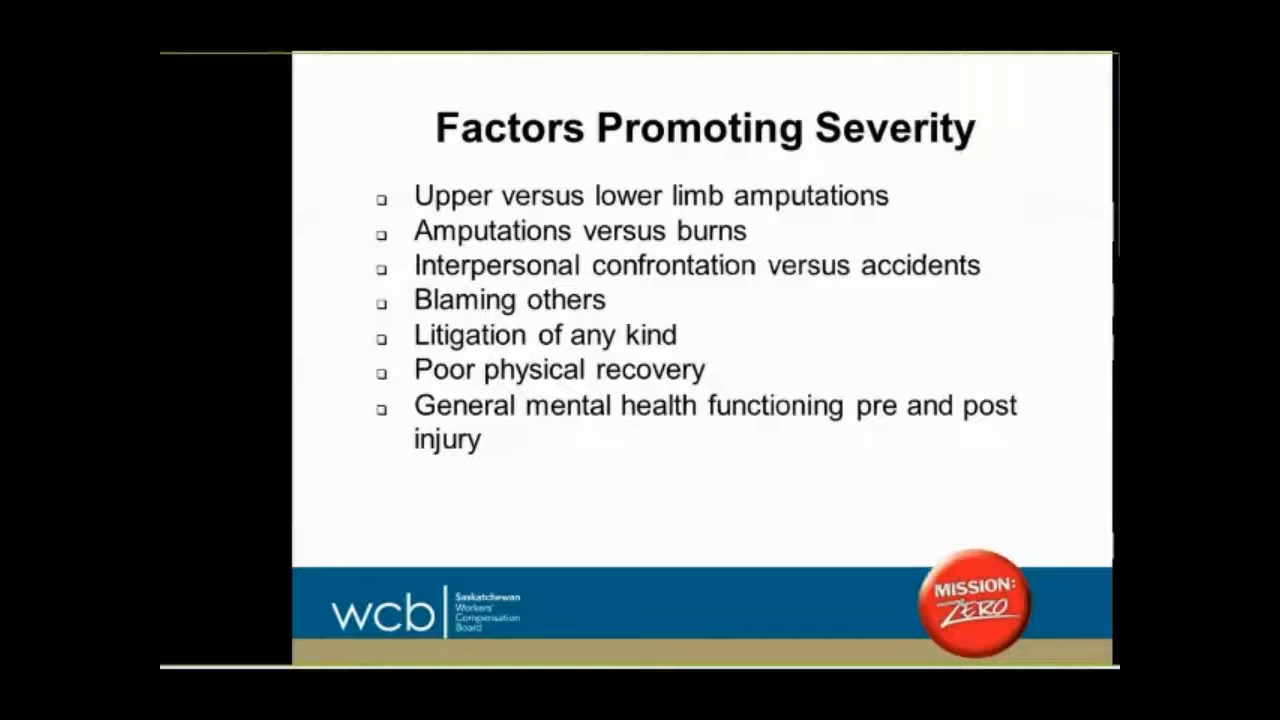 Factors Promoting Severity
Upper versus lower limb amputations
Amputations versus burns
Interpersonal confrontation versus accidents
Blaming others
Litigation of any kind
Poor physical recovery
General mental health functioning pre and post
injury
wcb
Saskatchewan
Workers'
Compensation
Board
MISSION:
ZERO